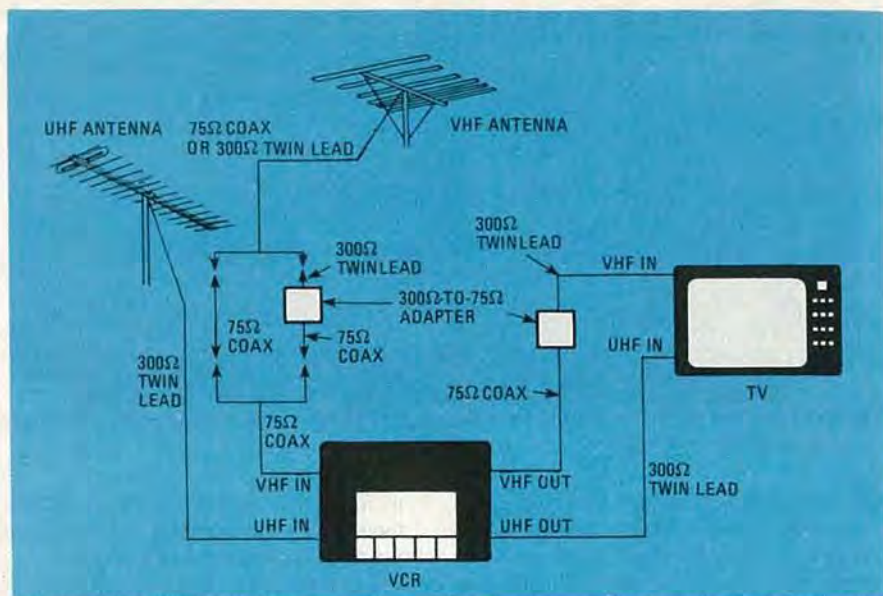 UHF ANTENNA
75Ω COAX
OR 300Ω TWIN LEAD
VHF ANTENNA
300Ω
TWINLEAD
300Ω
TWINLEAD
VHF IN
300Ω-TO-75Ω
ADAPTER
75Ω
COAX
75Ω
COAX
UHF IN
300Ω
TWIN
LEAD
75Ω COAX
TV
75Ω
COAX
300Ω
TWIN LEAD
VHF IN
VHF OUT
UHF IN
UHF OUT
VCR